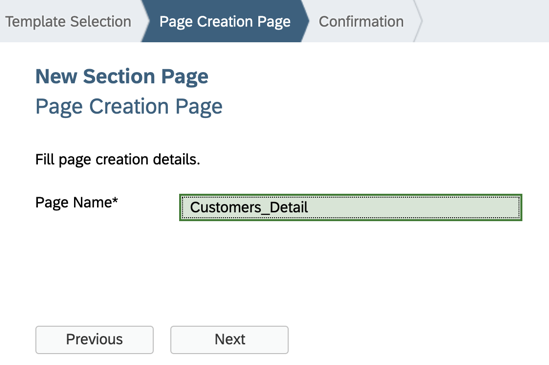 Template Selection
Page Creation Page
Confirmation
New Section Page
Page Creation Page
Fill page creation details.
Page Name*
Customers_Detail
Previous
Next